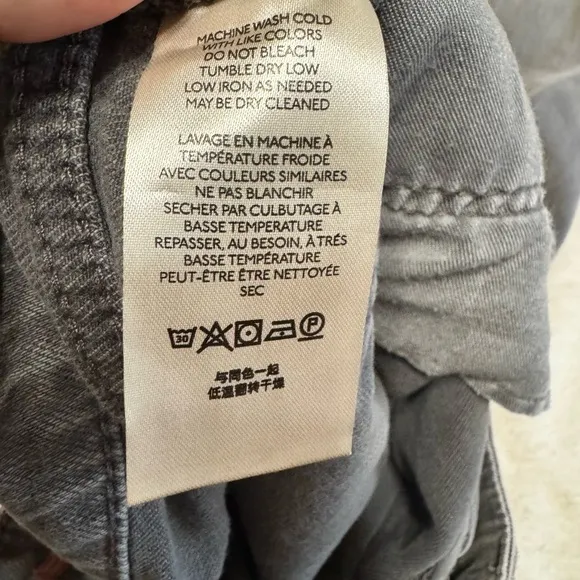 MACHINE WASH COLD
WITH LIKE COLORS
DO NOT BLEACH
TUMBLE DRY LOW
LOW IRON AS NEEDED
MAY BE DRY CLEANED
LAVAGE EN MACHINE À
TEMPÉRATURE FROIDE
AVEC COULEURS SIMILAIRES
NE PAS BLANCHIR
SECHER PAR CULBUTAGE À
BASSE TEMPERATURE
REPASSER, AU BESOIN, À TRÉS
BASSE TEMPÉRATURE
PEUT-ÊTRE ÊTRE NETTOYÉE
SEC
30 P
与同色一起
低温翻转干燥